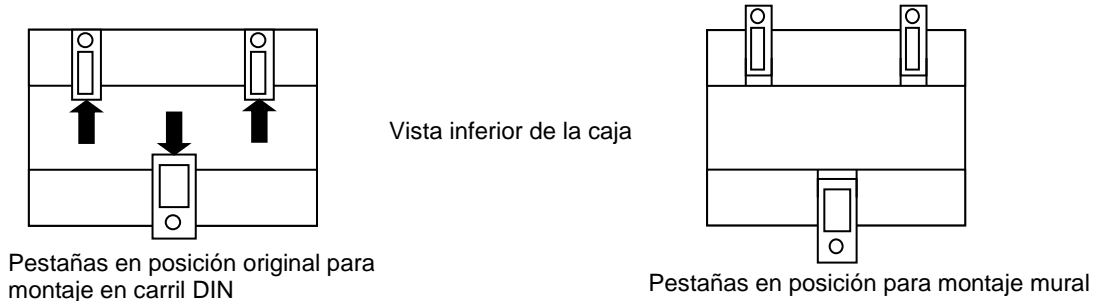 Vista inferior de la caja
Pestañas en posición original para
montaje en carril DIN
Pestañas en posición para montaje mural